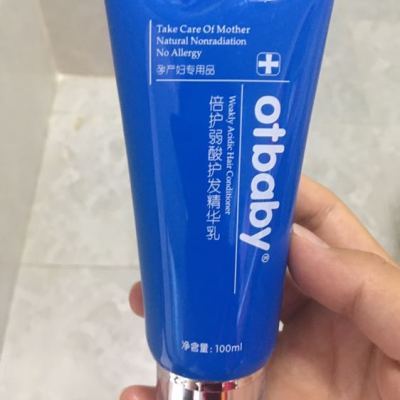 Take Care Of Mother
Natural Nonradiation
No Allergy
孕产妇专用品
otbaby®
Weakly Acidic Hair Conditioner
倍护弱酸护发精华乳
净含量:100ml